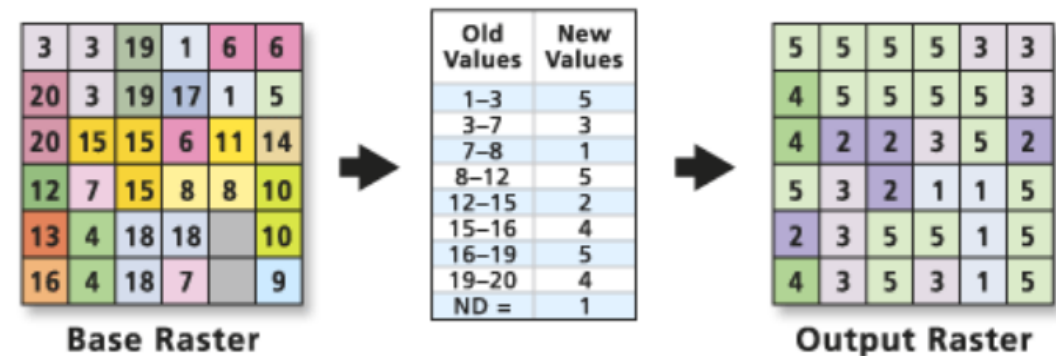 3 3 19 1 6 6
20 3 19 17 1 5
20 15 15 6 11 14
12 7 15 8 8 10
13 4 18 18 10
16 4 18 7 9
Base Raster
Old Values New Values
1–3 5
3–7 3
7–8 1
8–12 5
12–15 2
15–16 4
16–19 5
19–20 4
ND = 1
5 5 5 5 3 3
4 5 5 5 5 3
4 2 2 3 5 2
5 3 2 1 1 5
2 3 5 5 1 5
4 3 5 3 1 5
Output Raster